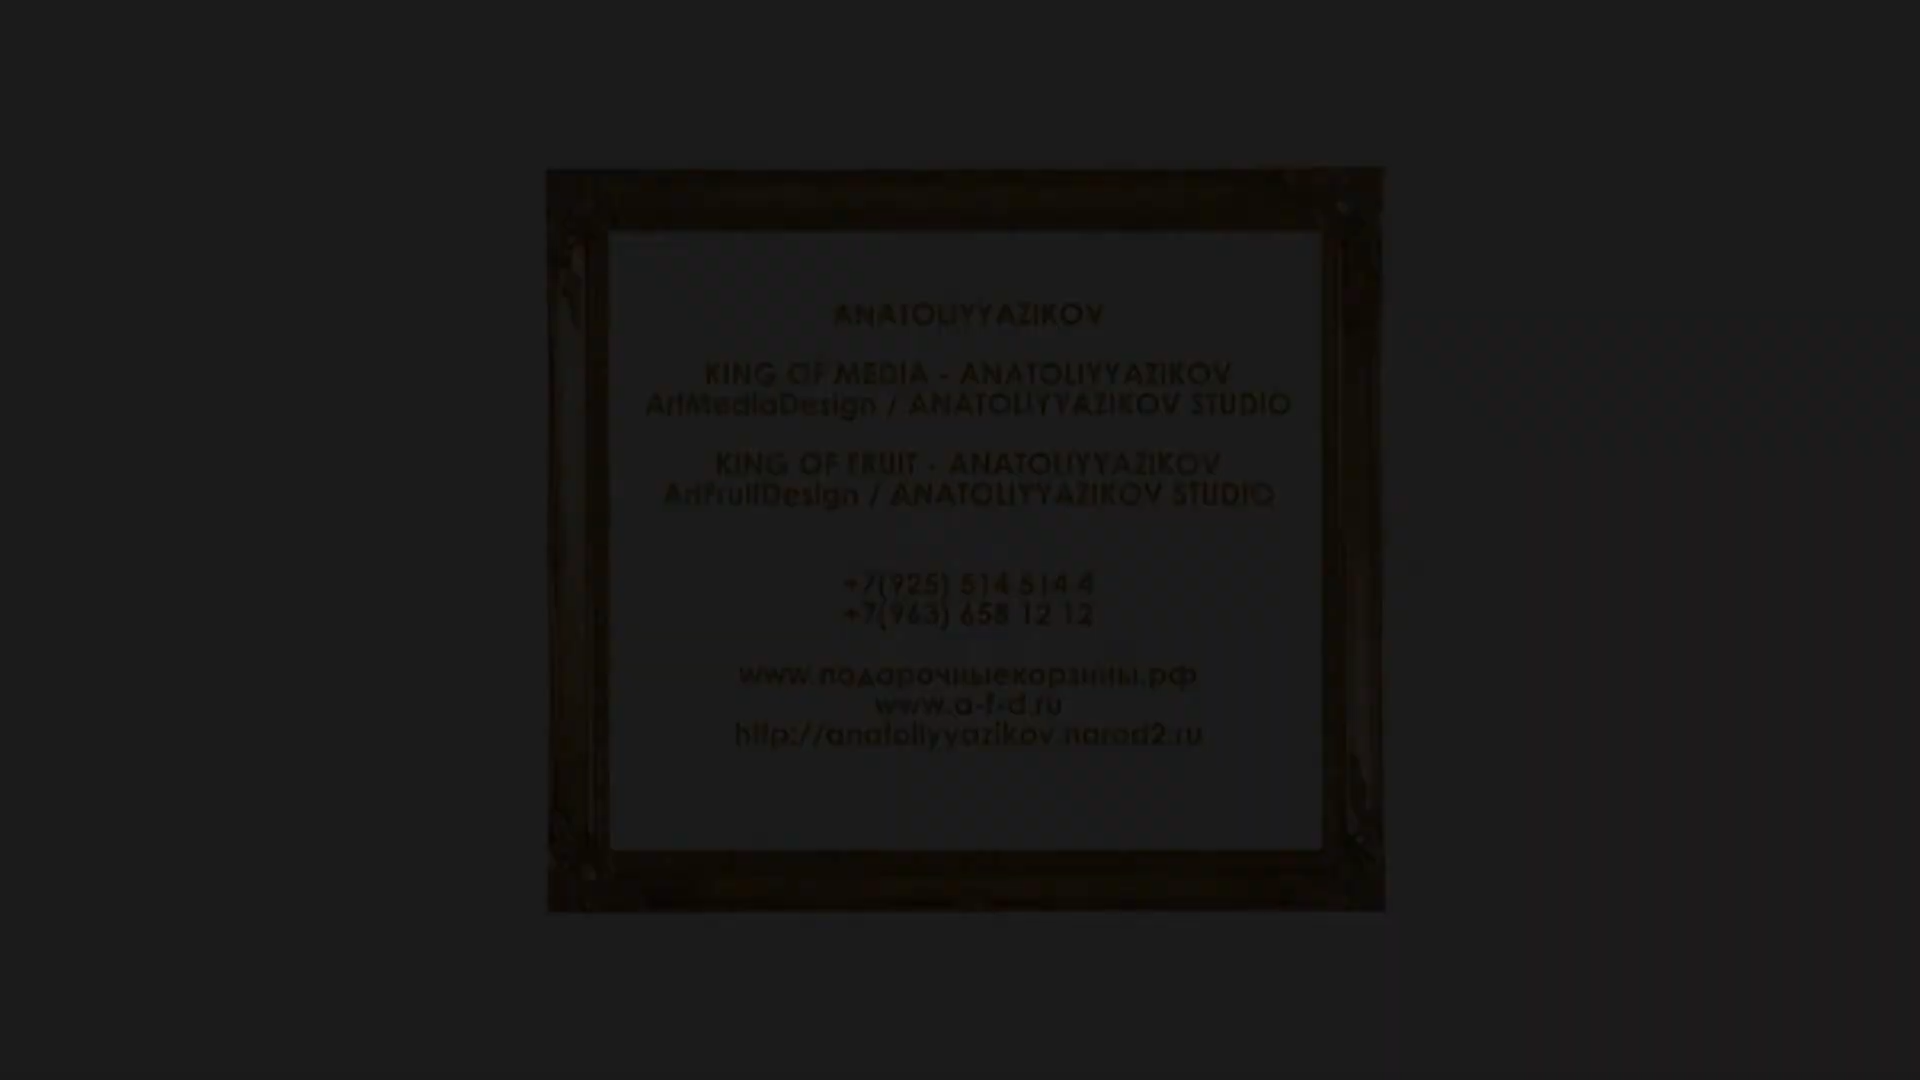 ANATOLIYYAZIKOV
KING OF MEDIA - ANATOLIYYAZIKOV
ArtMediaDesign / ANATOLIYYAZIKOV STUDIO
KING OF FRUIT - ANATOLIYYAZIKOV
ArtFruitDesign / ANATOLIYYAZIKOV STUDIO
+7(925) 514 514 4
+7(963) 658 12 12
www.подарочныекорзины.рф
www.a-f-d.ru
http://anatoliyyazikov.narod2.ru